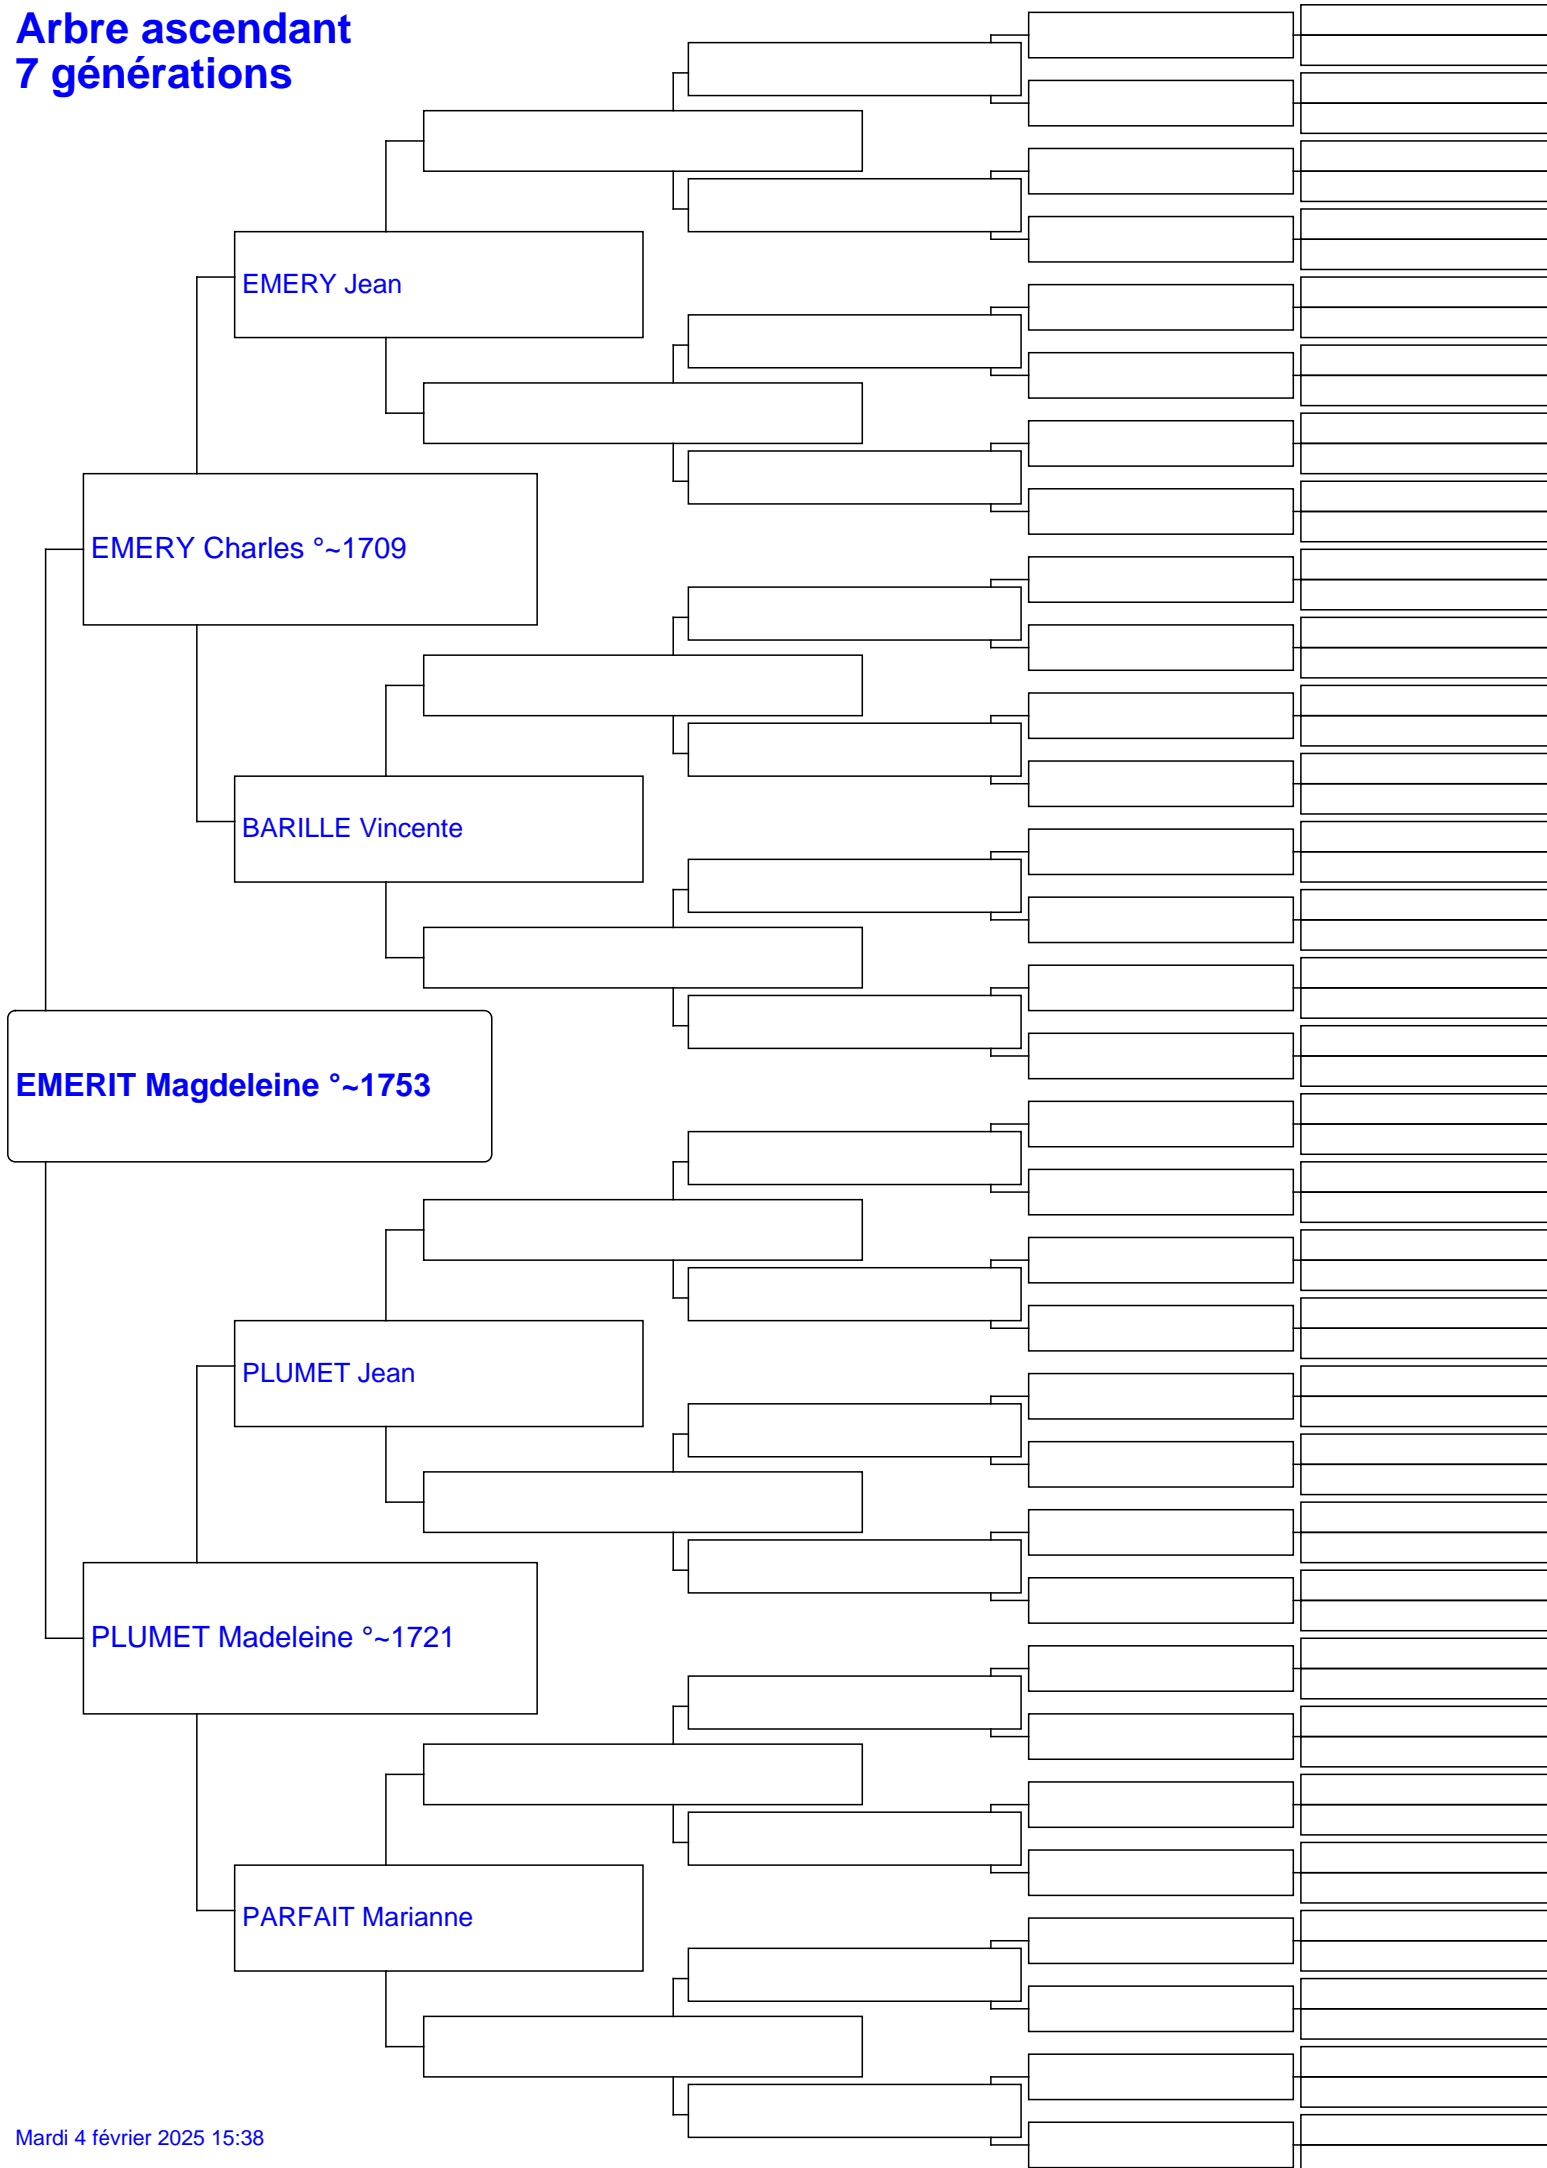 Arbre ascendant
7 générations
EMERY Jean
EMERY Charles °~1709
BARILLE Vincente
EMERIT Magdeleine °~1753
PLUMET Jean
PLUMET Madeleine °~1721
PARFAIT Marianne
Mardi 4 février 2025 15:38